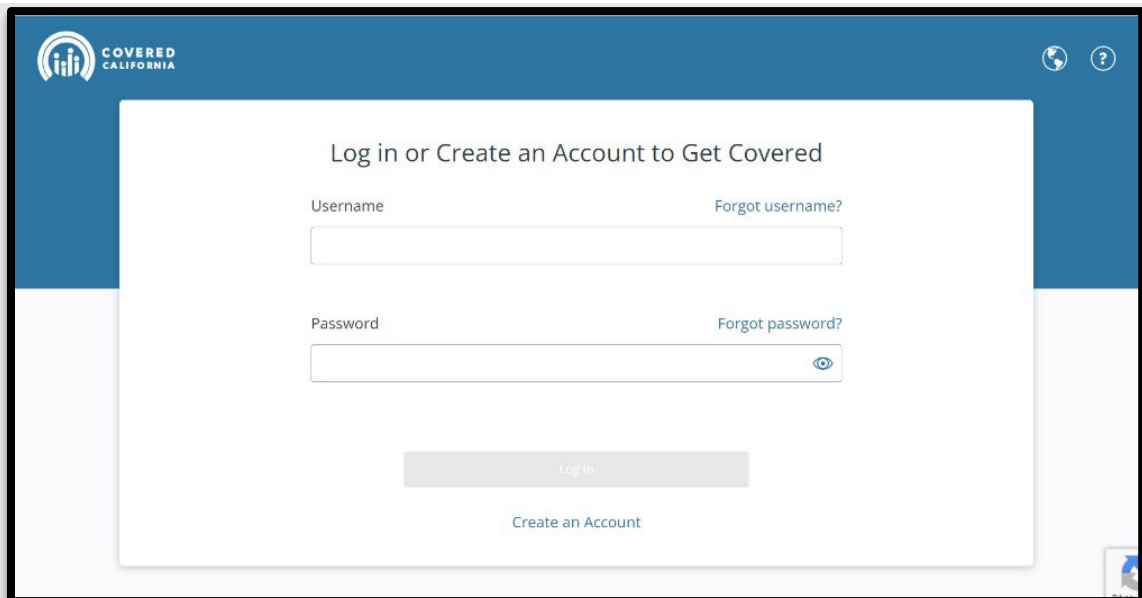 COVERED
CALIFORNIA
?
Log in or Create an Account to Get Covered
Username Forgot username?
Password Forgot password?
Log In
Create an Account